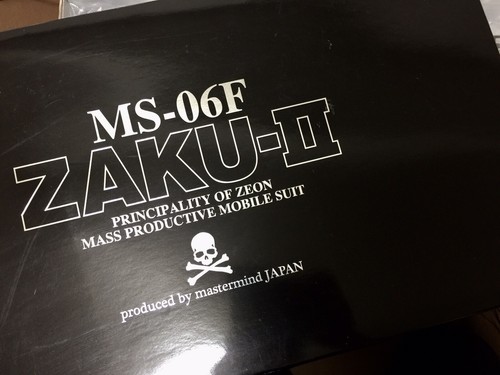 MS-06F
ZAKU-II
PRINCIPALITY OF ZEON
MASS PRODUCTIVE MOBILE SUIT
produced by mastermind JAPAN